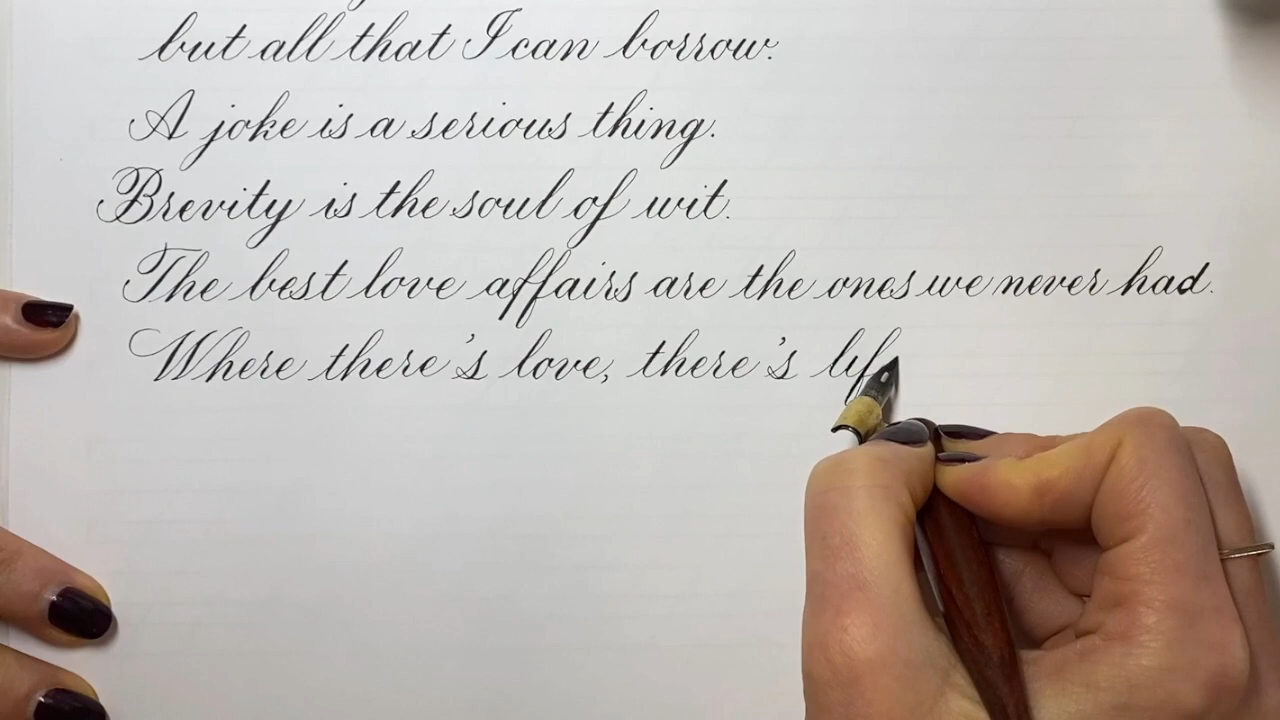 but all that I can borrow.
A joke is a serious thing.
Brevity is the soul of wit.
The best love affairs are the ones we never had.
Where there's love, there's lif